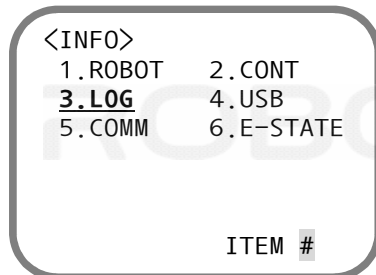 <INFO>
1.ROBOT 2.CONT
3.LOG 4.USB
5.COMM 6.E-STATE
ITEM #